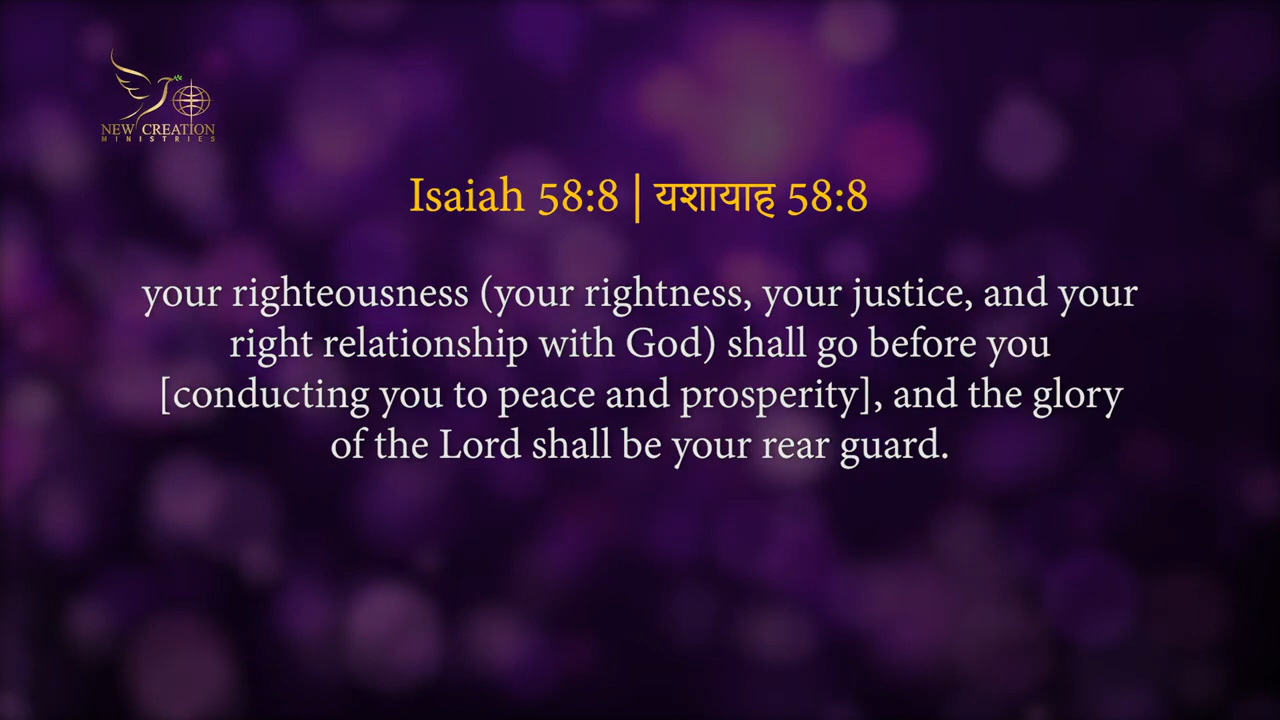 NEW CREATION
MINISTRIES
Isaiah 58:8 | यशायाह 58:8
your righteousness (your rightness, your justice, and your
right relationship with God) shall go before you
[conducting you to peace and prosperity], and the glory
of the Lord shall be your rear guard.